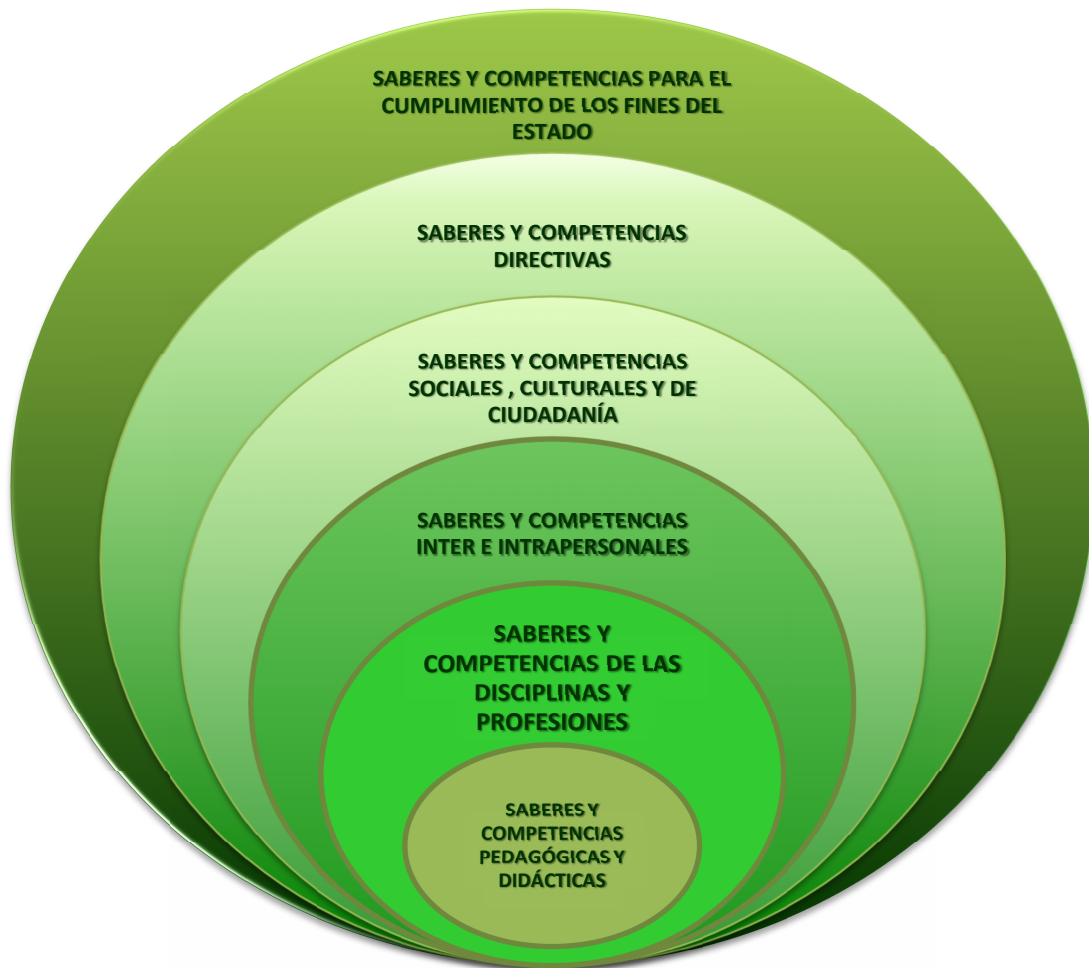 SABERES Y COMPETENCIAS PARA EL
CUMPLIMIENTO DE LOS FINES DEL
ESTADO
SABERES Y COMPETENCIAS
DIRECTIVAS
SABERES Y COMPETENCIAS
SOCIALES , CULTURALES Y DE
CIUDADANÍA
SABERES Y COMPETENCIAS
INTER E INTRAPERSONALES
SABERES Y
COMPETENCIAS DE LAS
DISCIPLINAS Y
PROFESIONES
SABERES Y
COMPETENCIAS
PEDAGÓGICAS Y
DIDÁCTICAS